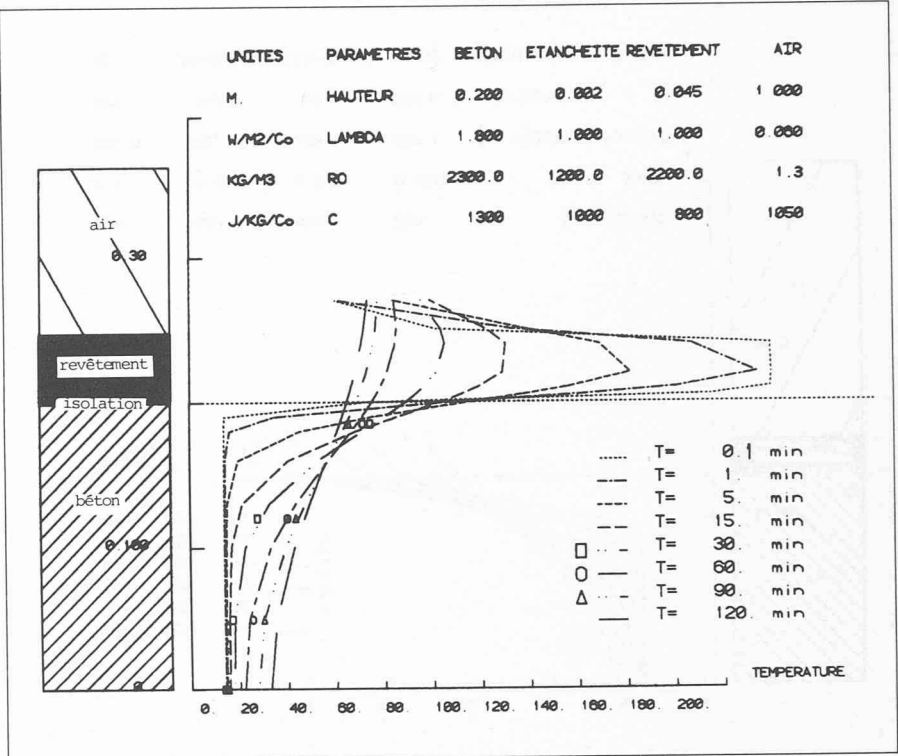 UNITES PARAMETRES BETON ETANCHEITE REVETEMENT AIR
M. HAUTEUR 0.200 0.002 0.045 1 000
W/M2/Co LAMBDA 1.800 1.000 1.000 0.060
KG/M3 RO 2300.0 1200.0 2200.0 1.3
J/KG/Co C 1300 1000 800 1050
air
0 30
revêtement
isolation
béton
0.100
0
T= 0.1 min
T= 1. min
T= 5. min
T= 15. min
T= 30. min
T= 60. min
T= 90. min
T= 120. min
TEMPERATURE
0. 20. 40. 60. 80. 100. 120. 140. 160. 180. 200.